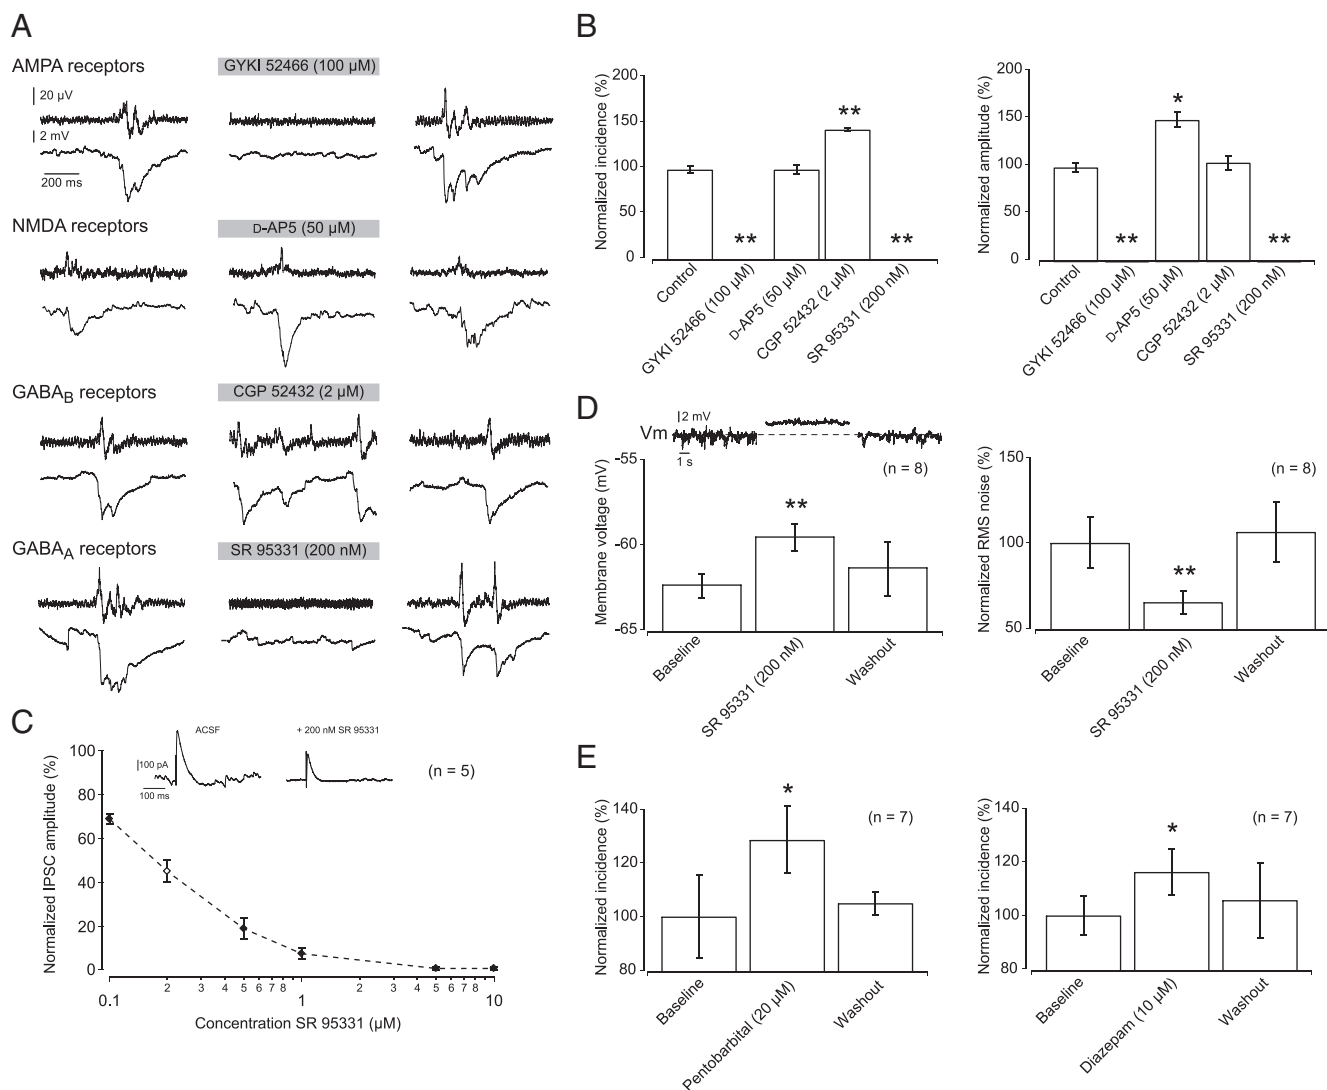 A
AMPA receptors
GYKI 52466 (100 µM)
20 µV
2 mV
200 ms
NMDA receptors
D-AP5 (50 µM)
GABAB receptors
CGP 52432 (2 µM)
GABAA receptors
SR 95331 (200 nM)
B
Normalized incidence (%)
200
150
100
50
0
**
**
**
Control
GYKI 52466 (100 µM)
D-AP5 (50 µM)
CGP 52432 (2 µM)
SR 95331 (200 nM)
Normalized amplitude (%)
200
150
100
50
0
**
*
**
Control
GYKI 52466 (100 µM)
D-AP5 (50 µM)
CGP 52432 (2 µM)
SR 95331 (200 nM)
C
Normalized IPSC amplitude (%)
100
80
60
40
20
0
ACSF
+ 200 nM SR 95331
100 pA
100 ms
(n = 5)
0.1 2 3 4 5 6 7 8 1 2 3 4 5 6 7 8 10
Concentration SR 95331 (µM)
D
Vm
2 mV
1 s
Membrane voltage (mV)
-55
-60
-65
(n = 8)
**
Baseline
SR 95331 (200 nM)
Washout
Normalized RMS noise (%)
150
100
50
(n = 8)
**
Baseline
SR 95331 (200 nM)
Washout
E
Normalized incidence (%)
140
120
100
80
*
(n = 7)
Baseline
Pentobarbital (20 µM)
Washout
Normalized incidence (%)
140
120
100
80
*
(n = 7)
Baseline
Diazepam (10 µM)
Washout